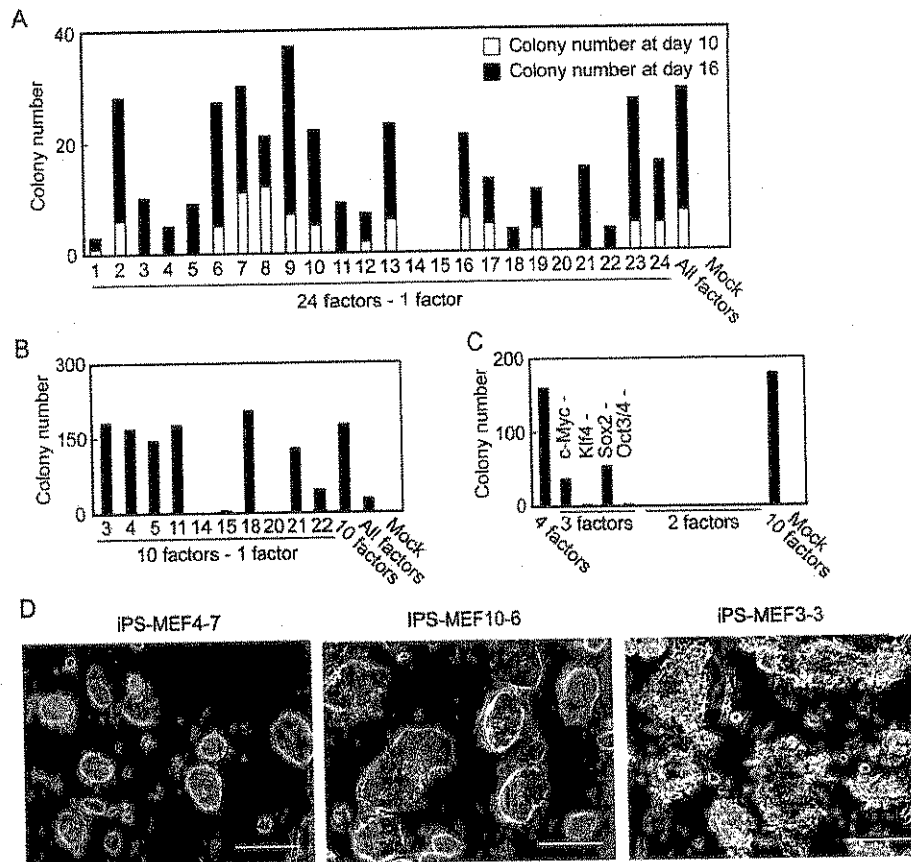 A
40
20
0
Colony number
Colony number at day 10
Colony number at day 16
1 2 3 4 5 6 7 8 9 10 11 12 13 14 15 16 17 18 19 20 21 22 23 24 All factors Mock
24 factors - 1 factor
B
300
150
0
Colony number
3 4 5 11 14 15 18 20 21 22 10 factors All factors Mock
10 factors - 1 factor
C
200
100
0
Colony number
c-Myc -
Klf4 -
Sox2 -
Oct3/4 -
4 factors 3 factors 2 factors 10 factors Mock
D
iPS-MEF4-7
IPS-MEF10-6
iPS-MEF3-3